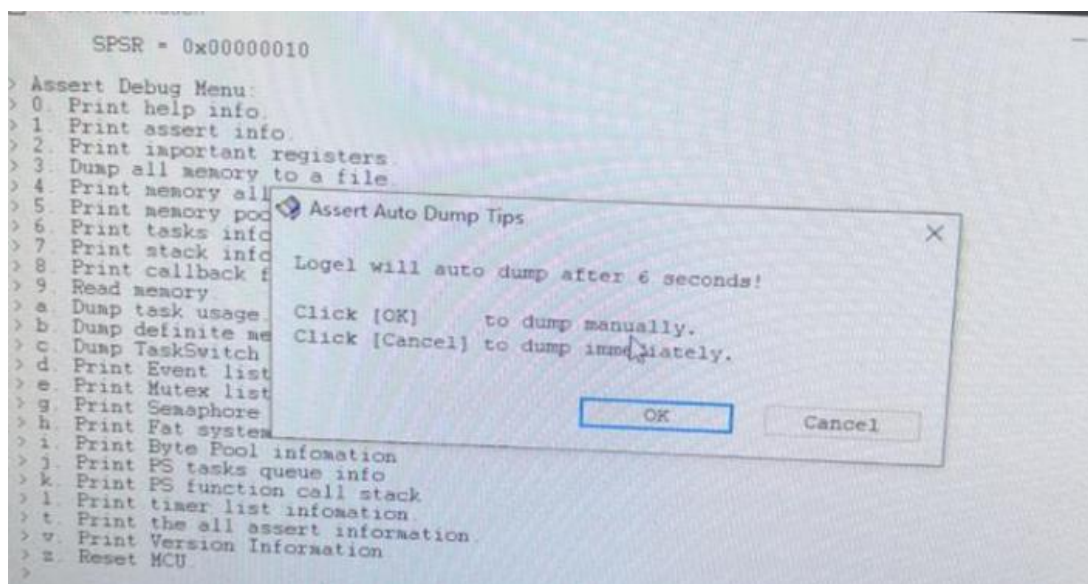 SPSR = 0x00000010
> Assert Debug Menu:
> 0. Print help info.
> 1. Print assert info.
> 2. Print important registers.
> 3. Dump all memory to a file.
> 4. Print memory all
> 5. Print memory poo
> 6. Print tasks info
> 7. Print stack info
> 8. Print callback f
> 9. Read memory.
> a. Dump task usage.
> b. Dump definite me
> c. Dump TaskSwitch
> d. Print Event list
> e. Print Mutex list
> g. Print Semaphore
> h. Print Fat system
> i. Print Byte Pool infomation
> j. Print PS tasks queue info
> k. Print PS function call stack
> l. Print timer list infomation.
> t. Print the all assert information.
> v. Print Version Information
> z. Reset MCU
>
Assert Auto Dump Tips
Logel will auto dump after 6 seconds!
Click [OK] to dump manually.
Click [Cancel] to dump immediately.
OK
Cancel